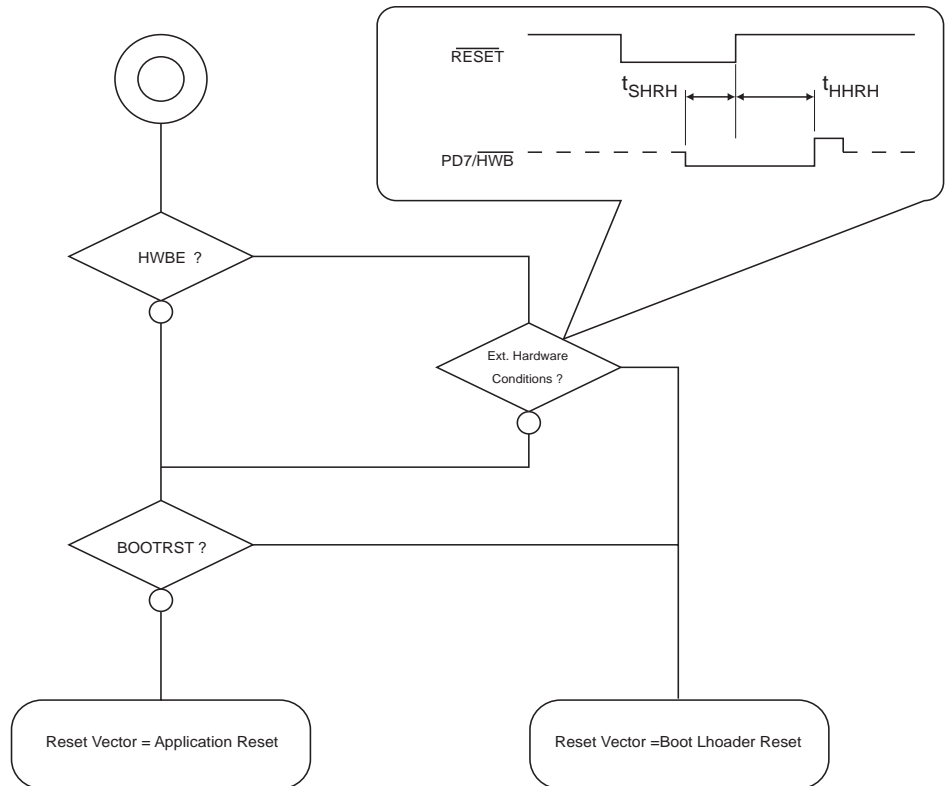 RESET
tSHRH
tHHRH
PD7/HWB
HWBE ?
Ext. Hardware
Conditions ?
BOOTRST ?
Reset Vector = Application Reset
Reset Vector =Boot Lhoader Reset